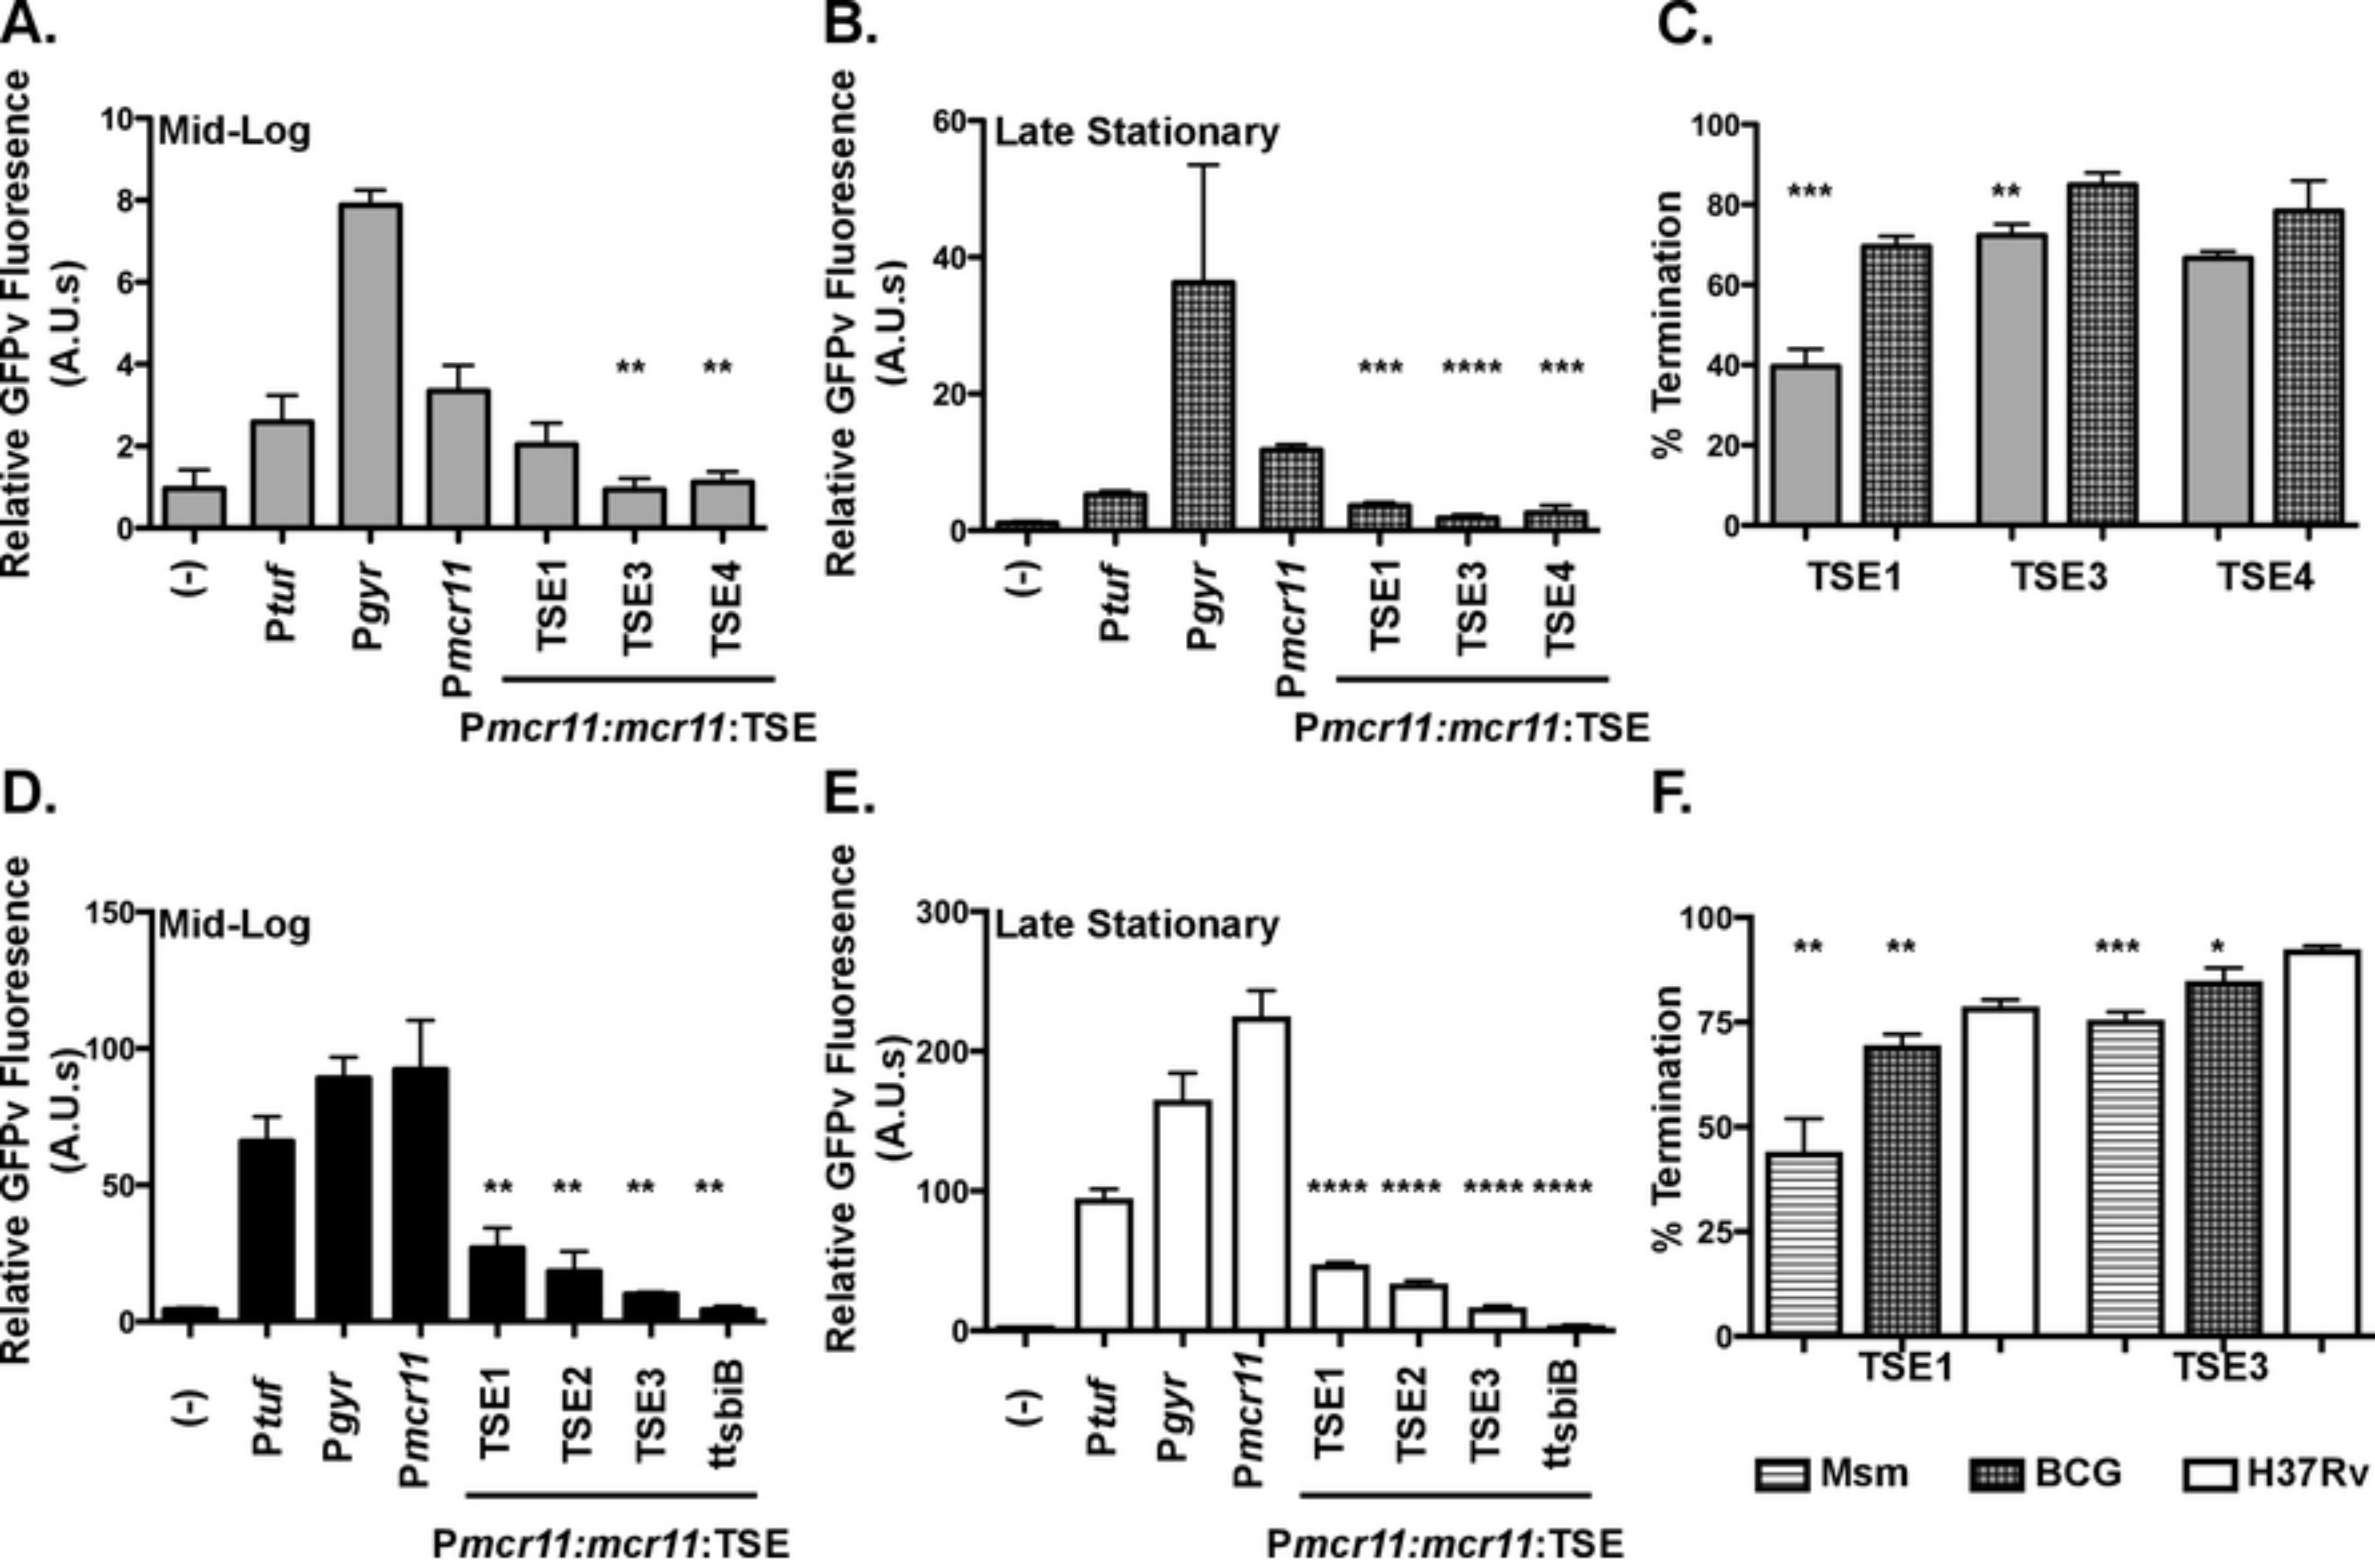 A.
Relative GFPv Fluorescence
(A.U.s)
Mid-Log
10
8
6
4
2
0
** **
(-) Ptuf Pgyr Pmcr11 TSE1 TSE3 TSE4
Pmcr11:mcr11:TSE
B.
Relative GFPv Fluorescence
(A.U.s)
Late Stationary
60
40
20
0
*** **** ***
(-) Ptuf Pgyr Pmcr11 TSE1 TSE3 TSE4
Pmcr11:mcr11:TSE
C.
% Termination
100
80
60
40
20
0
*** **
TSE1 TSE3 TSE4
D.
Relative GFPv Fluorescence
(A.U.s)
Mid-Log
150
100
50
0
** ** ** **
(-) Ptuf Pgyr Pmcr11 TSE1 TSE2 TSE3 ttsbiB
Pmcr11:mcr11:TSE
E.
Relative GFPv Fluorescence
(A.U.s)
Late Stationary
300
200
100
0
**** **** **** ****
(-) Ptuf Pgyr Pmcr11 TSE1 TSE2 TSE3 ttsbiB
Pmcr11:mcr11:TSE
F.
% Termination
100
75
50
25
0
** ** *** *
TSE1 TSE3
Msm BCG H37Rv